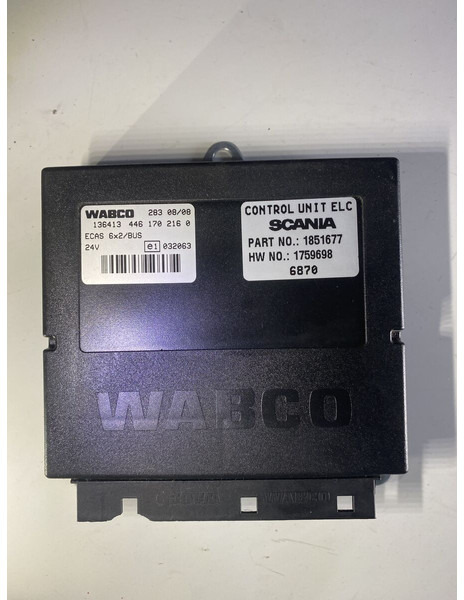 WABCO 283 08/08
136413 446 170 216 0
ECAS 6x2/BUS
24V e1 032063
CONTROL UNIT ELC
SCANIA
PART NO.: 1851677
HW NO.: 1759698
6870
WABCO